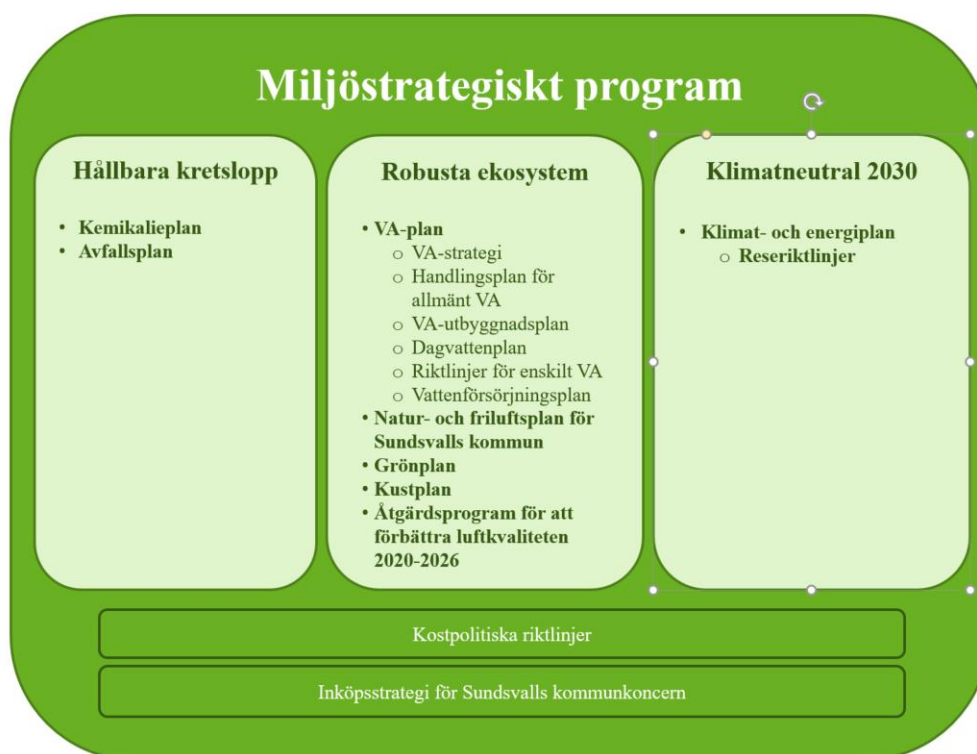 Miljöstrategiskt program
Hållbara kretslopp
• Kemikalieplan
• Avfallsplan
Robusta ekosystem
• VA-plan
o VA-strategi
o Handlingsplan för
allmänt VA
o VA-utbyggnadsplan
o Dagvattenplan
o Riktlinjer för enskilt VA
o Vattenförsörjningsplan
• Natur- och friluftsplan för
Sundsvalls kommun
• Grönplan
• Kustplan
• Åtgärdsprogram för att
förbättra luftkvaliteten
2020-2026
Klimatneutral 2030
• Klimat- och energiplan
o Reseriktlinjer
Kostpolitiska riktlinjer
Inköpsstrategi för Sundsvalls kommunkoncern